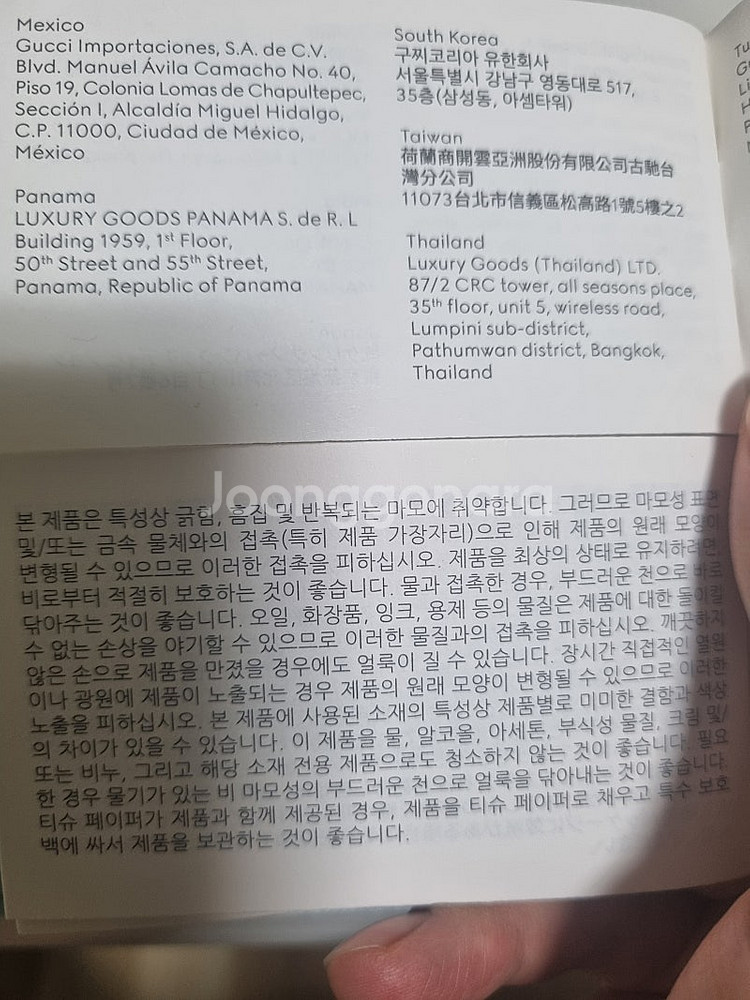 Mexico
Gucci Importaciones, S.A. de C.V.
Blvd. Manuel Ávila Camacho No. 40,
Piso 19, Colonia Lomas de Chapultepec,
Sección I, Alcaldía Miguel Hidalgo,
C.P. 11000, Ciudad de México,
México
Panama
LUXURY GOODS PANAMA S. de R. L
Building 1959, 1st Floor,
50th Street and 55th Street,
Panama, Republic of Panama
South Korea
구찌코리아 유한회사
서울특별시 강남구 영동대로 517,
35층(삼성동, 아셈타워)
Taiwan
荷蘭商開雲亞洲股份有限公司古馳台
灣分公司
11073台北市信義區松高路1號5樓之2
Thailand
Luxury Goods (Thailand) LTD.
87/2 CRC tower, all seasons place,
35th floor, unit 5, wireless road,
Lumpini sub-district,
Pathumwan district, Bangkok,
Thailand
Joonggonara
본 제품은 특성상 긁힘, 흠집 및 반복되는 마모에 취약합니다. 그러므로 마모성 표면
및/또는 금속 물체와의 접촉(특히 제품 가장자리)으로 인해 제품의 원래 모양이
변형될 수 있으므로 이러한 접촉을 피하십시오. 제품을 최상의 상태로 유지하려면,
비로부터 적절히 보호하는 것이 좋습니다. 물과 접촉한 경우, 부드러운 천으로 바로
닦아주는 것이 좋습니다. 오일, 화장품, 잉크, 용제 등의 물질은 제품에 대한 돌이킬
수 없는 손상을 야기할 수 있으므로 이러한 물질과의 접촉을 피하십시오. 깨끗하지
않은 손으로 제품을 만졌을 경우에도 얼룩이 질 수 있습니다. 장시간 직접적인 열원
이나 광원에 제품이 노출되는 경우 제품의 원래 모양이 변형될 수 있으므로 이러한
노출을 피하십시오. 본 제품에 사용된 소재의 특성상 제품별로 미미한 결함과 색상
의 차이가 있을 수 있습니다. 이 제품을 물, 알코올, 아세톤, 부식성 물질, 크림 및/
또는 비누, 그리고 해당 소재 전용 제품으로도 청소하지 않는 것이 좋습니다. 필요
한 경우 물기가 있는 비 마모성의 부드러운 천으로 얼룩을 닦아내는 것이 좋습니다.
티슈 페이퍼가 제품과 함께 제공된 경우, 제품을 티슈 페이퍼로 채우고 특수 보호
백에 싸서 제품을 보관하는 것이 좋습니다.